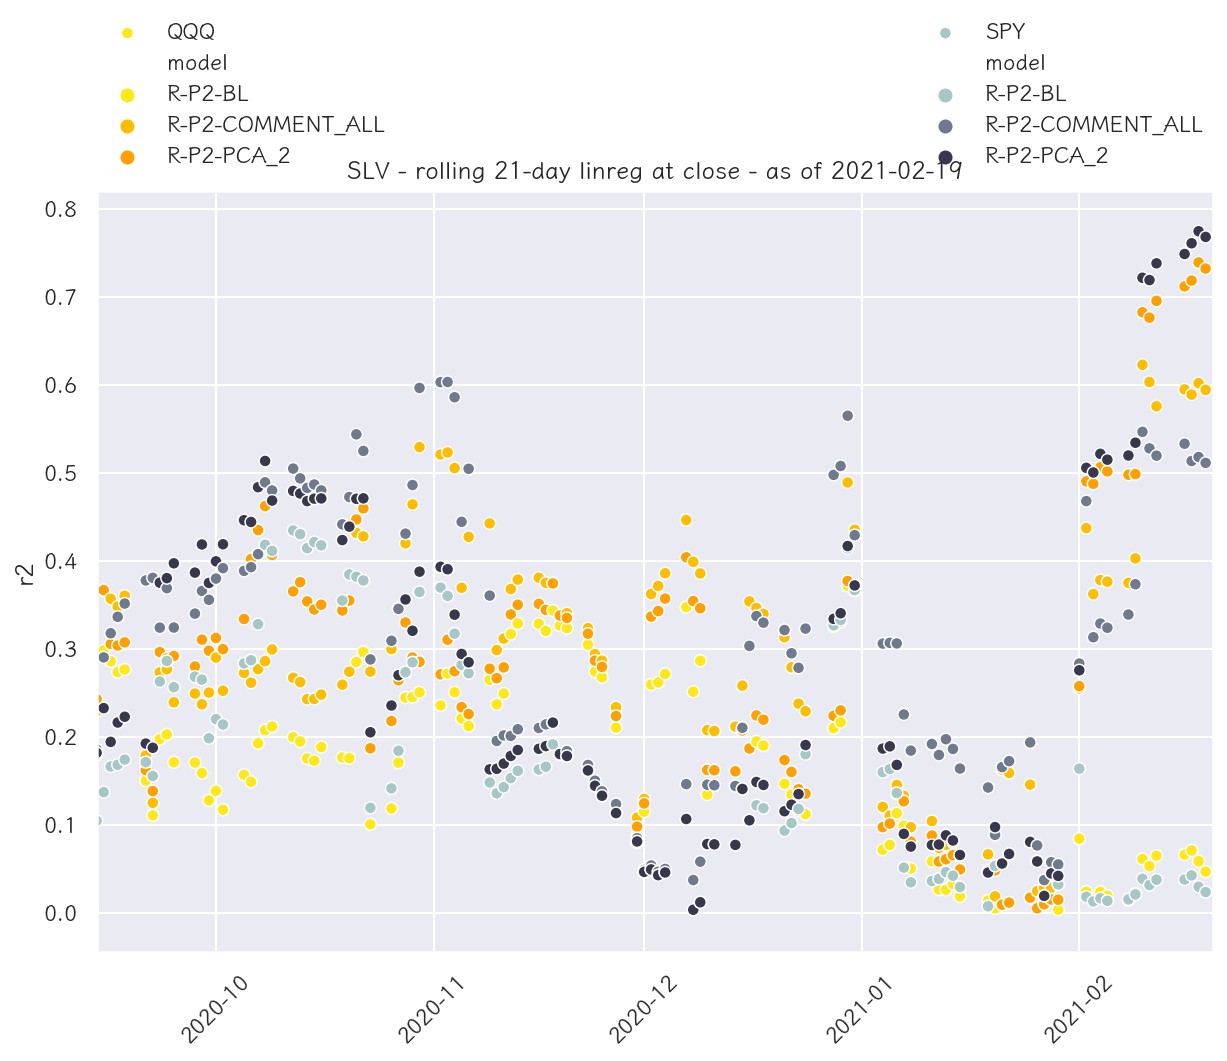 QQQ
model
R-P2-BL
R-P2-COMMENT_ALL
R-P2-PCA_2
SPY
model
R-P2-BL
R-P2-COMMENT_ALL
R-P2-PCA_2
SLV - rolling 21-day linreg at close - as of 2021-02-19
r2
0.8
0.7
0.6
0.5
0.4
0.3
0.2
0.1
0.0
2020-10
2020-11
2020-12
2021-01
2021-02